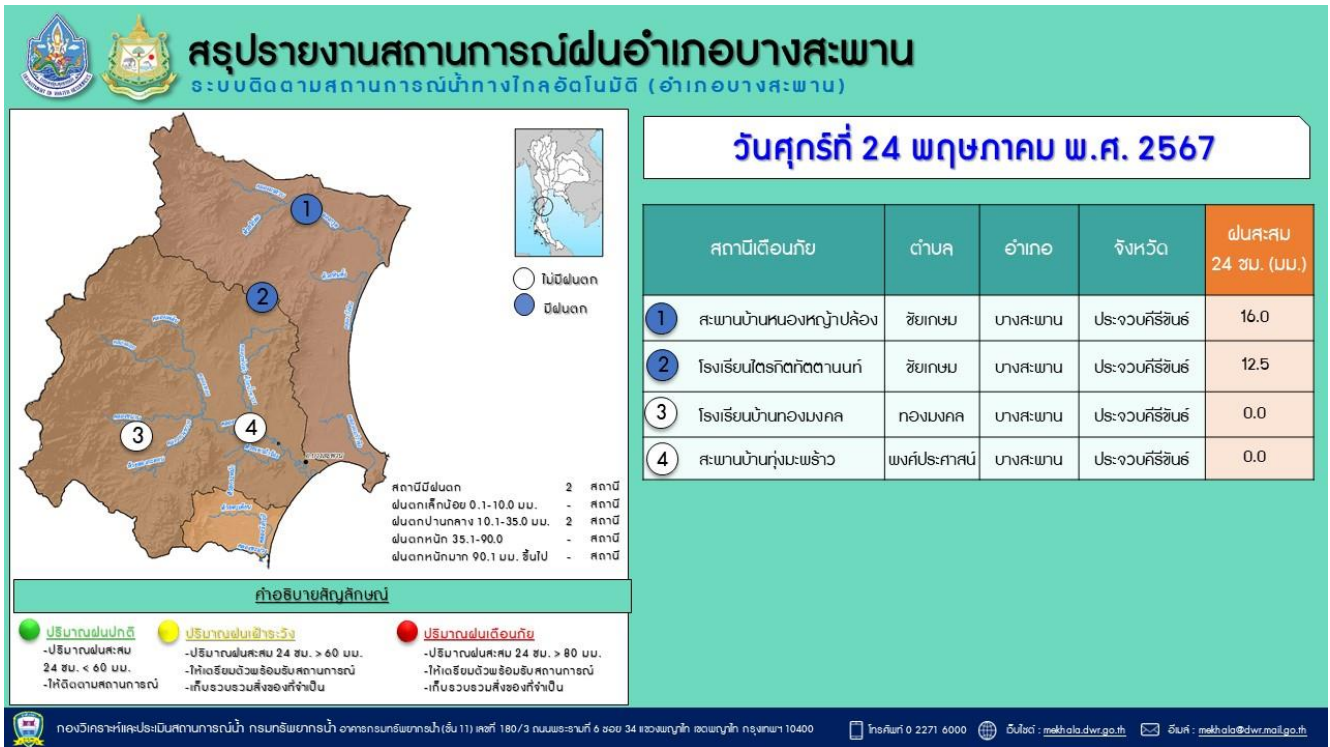 สรุปรายงานสถานการณ์ฝนอำเภอบางสะพาน
ระบบติดตามสถานการณ์น้ำทางไกลอัตโนมัติ (อำเภอบางสะพาน)
วันศุกร์ที่ 24 พฤษภาคม พ.ศ. 2567
1
2
3
4
ไม่มีฝนตก
มีฝนตก
สถานีมีฝนตก 2 สถานี
ฝนตกเล็กน้อย 0.1-10.0 มม. - สถานี
ฝนตกปานกลาง 10.1-35.0 มม. 2 สถานี
ฝนตกหนัก 35.1-90.0 - สถานี
ฝนตกหนักมาก 90.1 มม. ขึ้นไป - สถานี
สถานีเตือนภัย ตำบล อำเภอ จังหวัด ฝนสะสม
24 ชม. (มม.)
1 สะพานบ้านหนองหญ้าปล้อง ชัยเกษม บางสะพาน ประจวบคีรีขันธ์ 16.0
2 โรงเรียนไตรกิตทัตตานนท์ ชัยเกษม บางสะพาน ประจวบคีรีขันธ์ 12.5
3 โรงเรียนบ้านทองมงคล ทองมงคล บางสะพาน ประจวบคีรีขันธ์ 0.0
4 สะพานบ้านทุ่งมะพร้าว พงศ์ประศาสน์ บางสะพาน ประจวบคีรีขันธ์ 0.0
คำอธิบายสัญลักษณ์
ปริมาณฝนปกติ
-ปริมาณฝนสะสม
24 ชม. < 60 มม.
-ให้ติดตามสถานการณ์
ปริมาณฝนเฝ้าระวัง
-ปริมาณฝนสะสม 24 ชม. > 60 มม.
-ให้เตรียมตัวพร้อมรับสถานการณ์
-เก็บรวบรวมสิ่งของที่จำเป็น
ปริมาณฝนเตือนภัย
-ปริมาณฝนสะสม 24 ชม. > 80 มม.
-ให้เตรียมตัวพร้อมรับสถานการณ์
-เก็บรวบรวมสิ่งของที่จำเป็น
กองวิเคราะห์และประเมินสถานการณ์น้ำ กรมทรัพยากรน้ำ อาคารกรมทรัพยากรน้ำ (ชั้น 11) เลขที่ 180/3 ถนนพระรามที่ 6 ซอย 34 แขวงพญาไท เขตพญาไท กรุงเทพฯ 10400 โทรศัพท์ 0 2271 6000 เว็บไซต์ : mekhala.dwr.go.th อีเมล์ : mekhala@dwr.mail.go.th